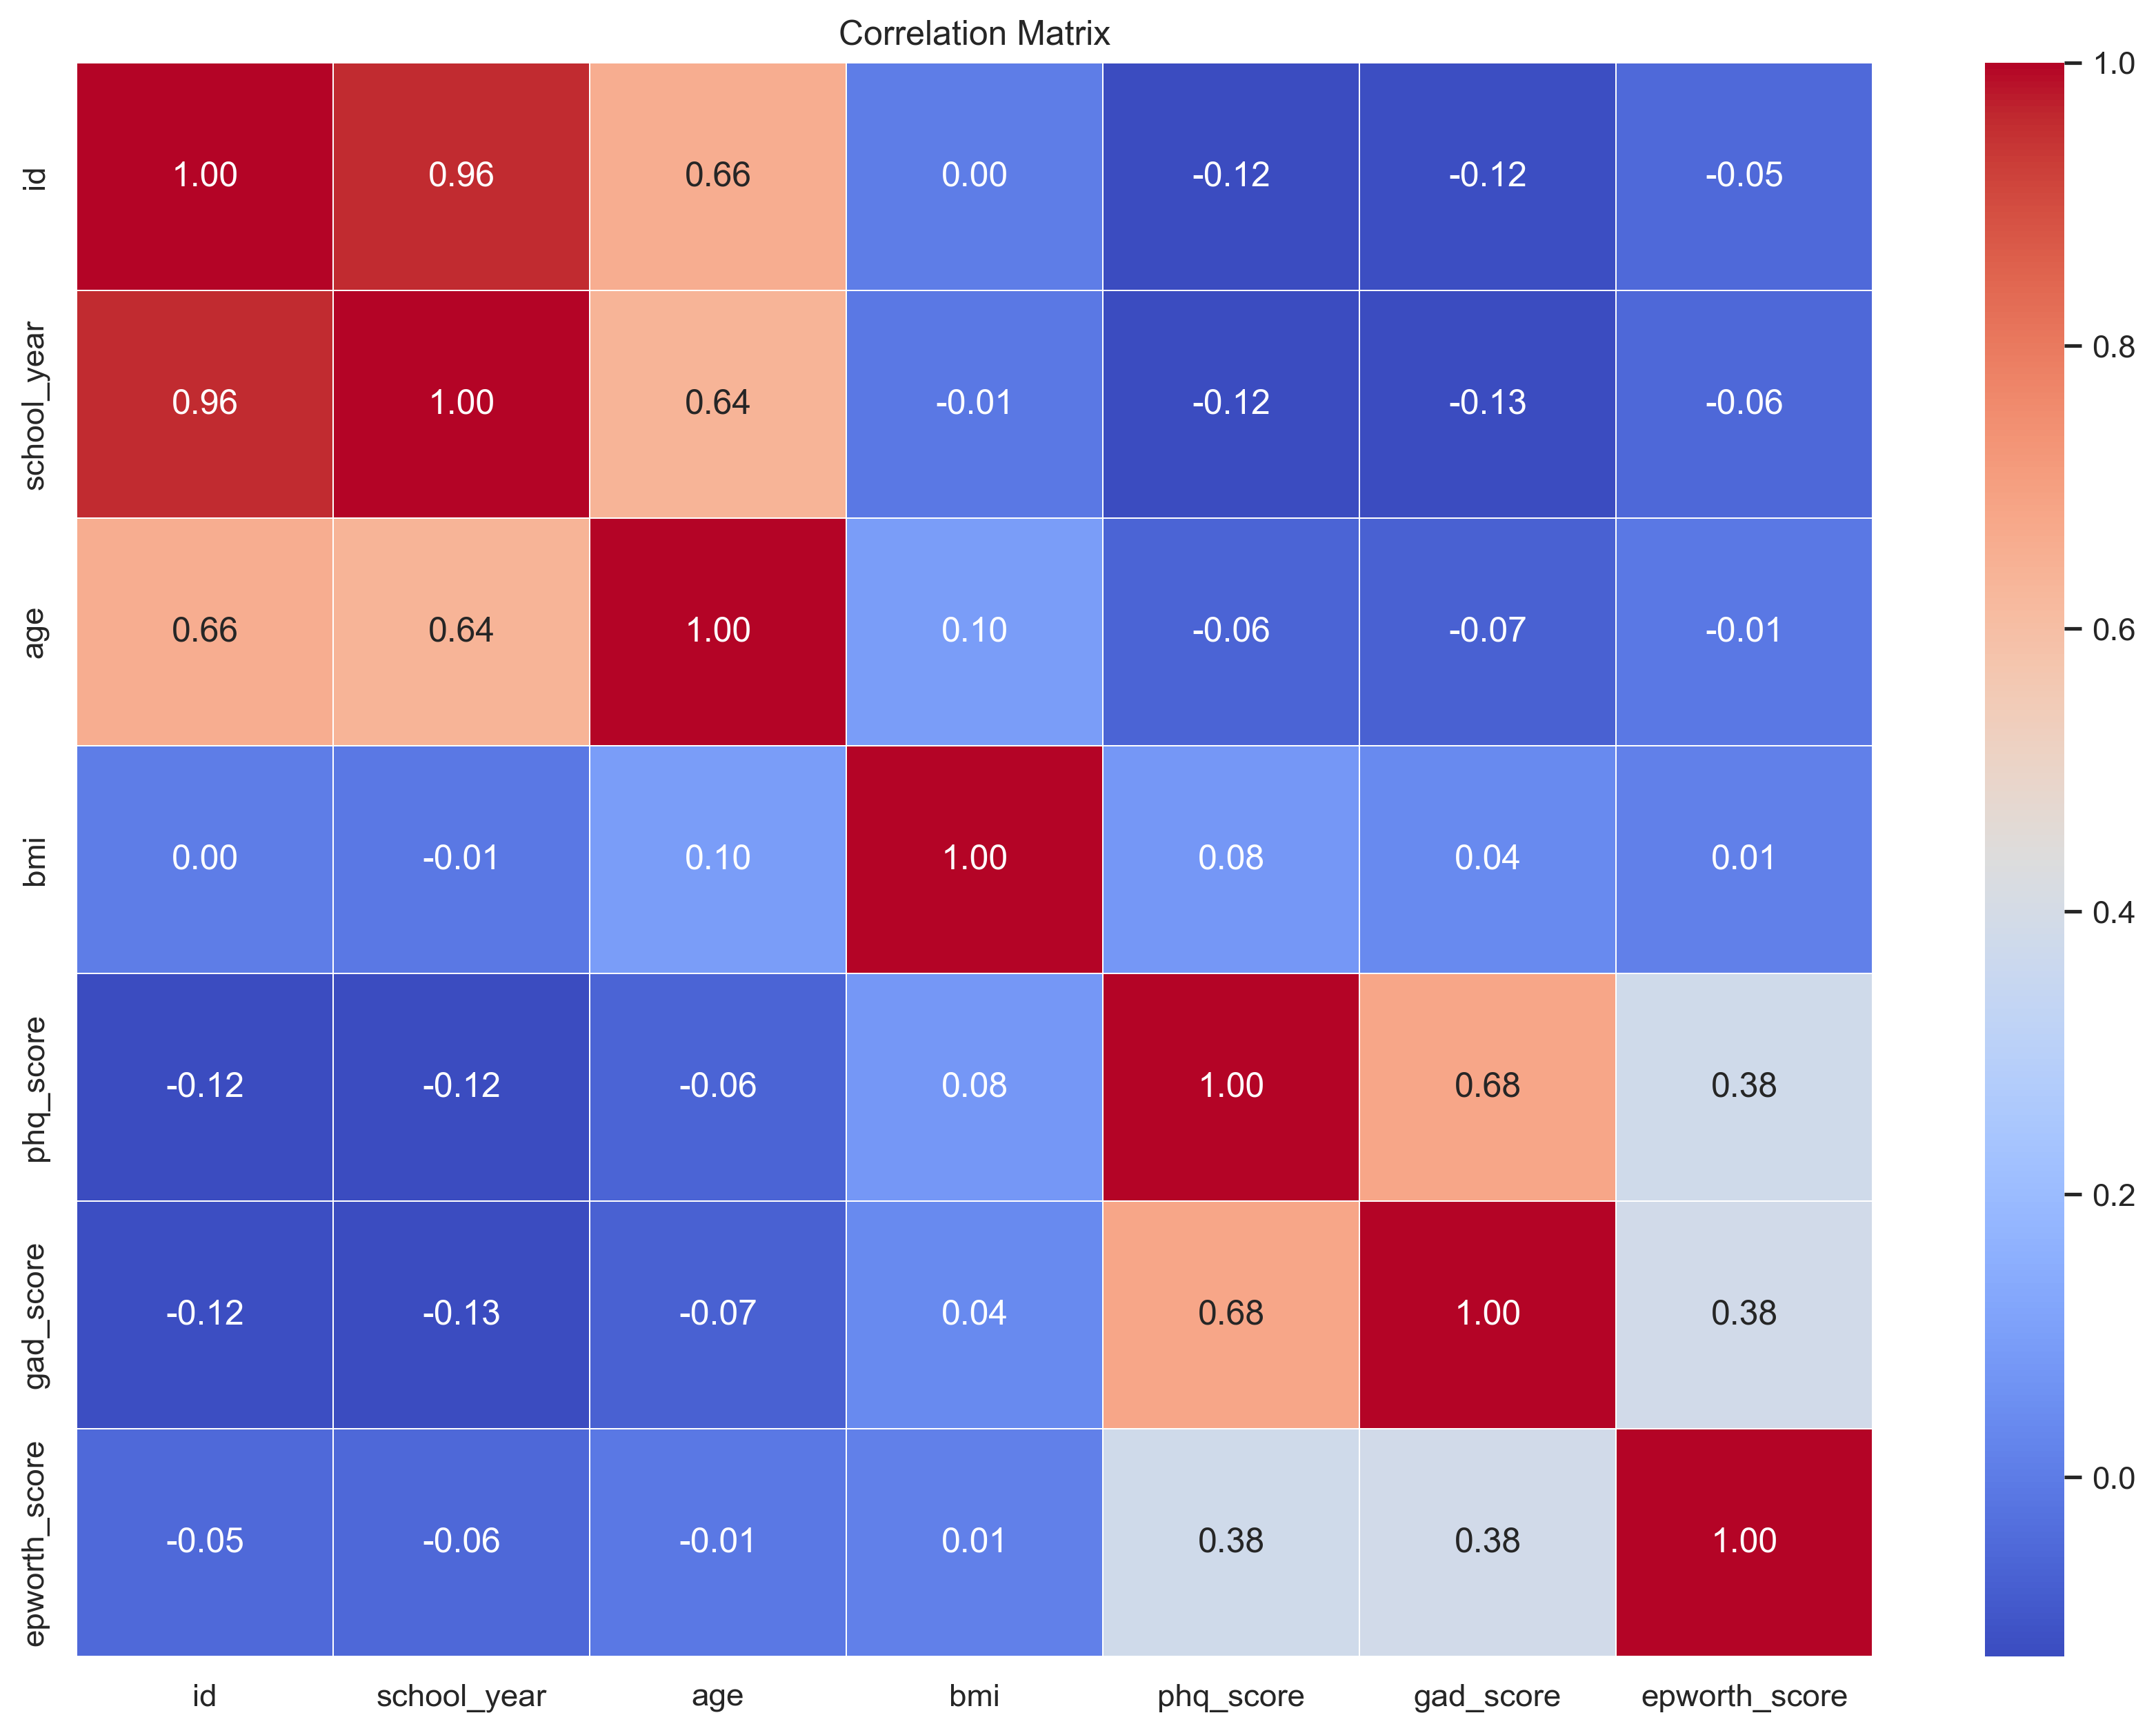 Correlation Matrix
id 1.00 0.96 0.66 0.00 -0.12 -0.12 -0.05
school_year 0.96 1.00 0.64 -0.01 -0.12 -0.13 -0.06
age 0.66 0.64 1.00 0.10 -0.06 -0.07 -0.01
bmi 0.00 -0.01 0.10 1.00 0.08 0.04 0.01
phq_score -0.12 -0.12 -0.06 0.08 1.00 0.68 0.38
gad_score -0.12 -0.13 -0.07 0.04 0.68 1.00 0.38
epworth_score -0.05 -0.06 -0.01 0.01 0.38 0.38 1.00
id school_year age bmi phq_score gad_score epworth_score
1.0
0.8
0.6
0.4
0.2
0.0